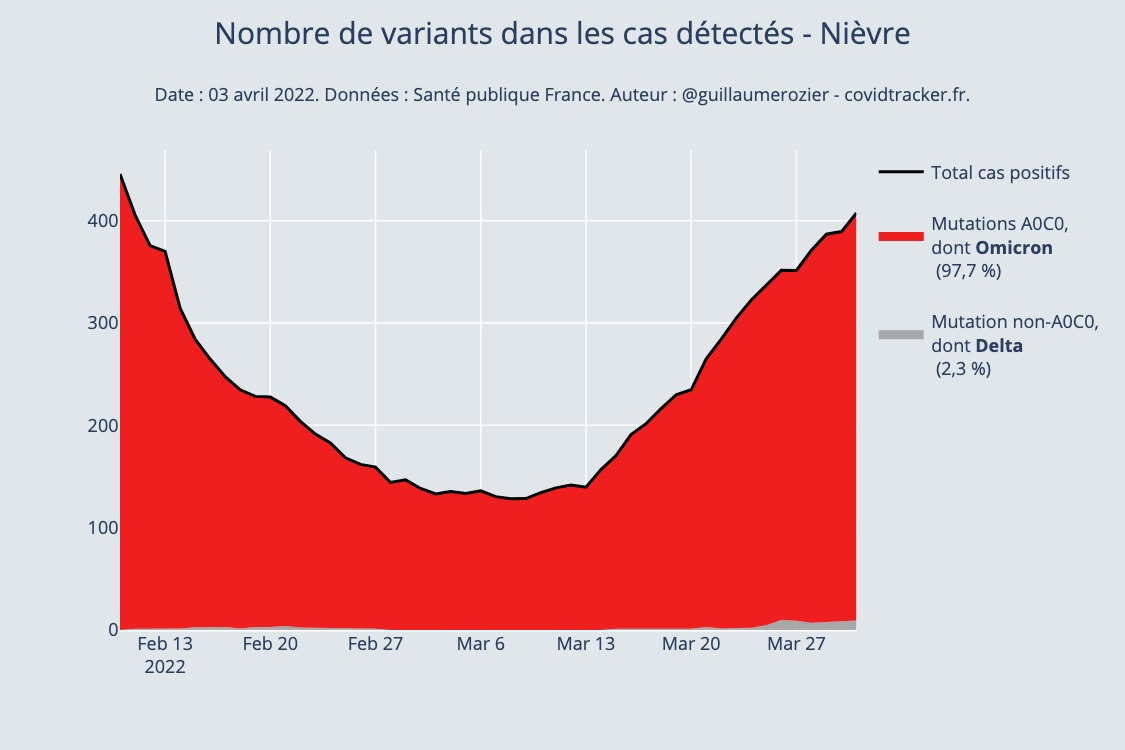 Nombre de variants dans les cas détectés - Nièvre
Date : 03 avril 2022. Données : Santé publique France. Auteur : @guillaumerozier - covidtracker.fr.
Total cas positifs
Mutations A0C0,
dont Omicron
(97,7 %)
Mutation non-A0C0,
dont Delta
(2,3 %)
400
300
200
100
0
Feb 13 Feb 20 Feb 27 Mar 6 Mar 13 Mar 20 Mar 27
2022